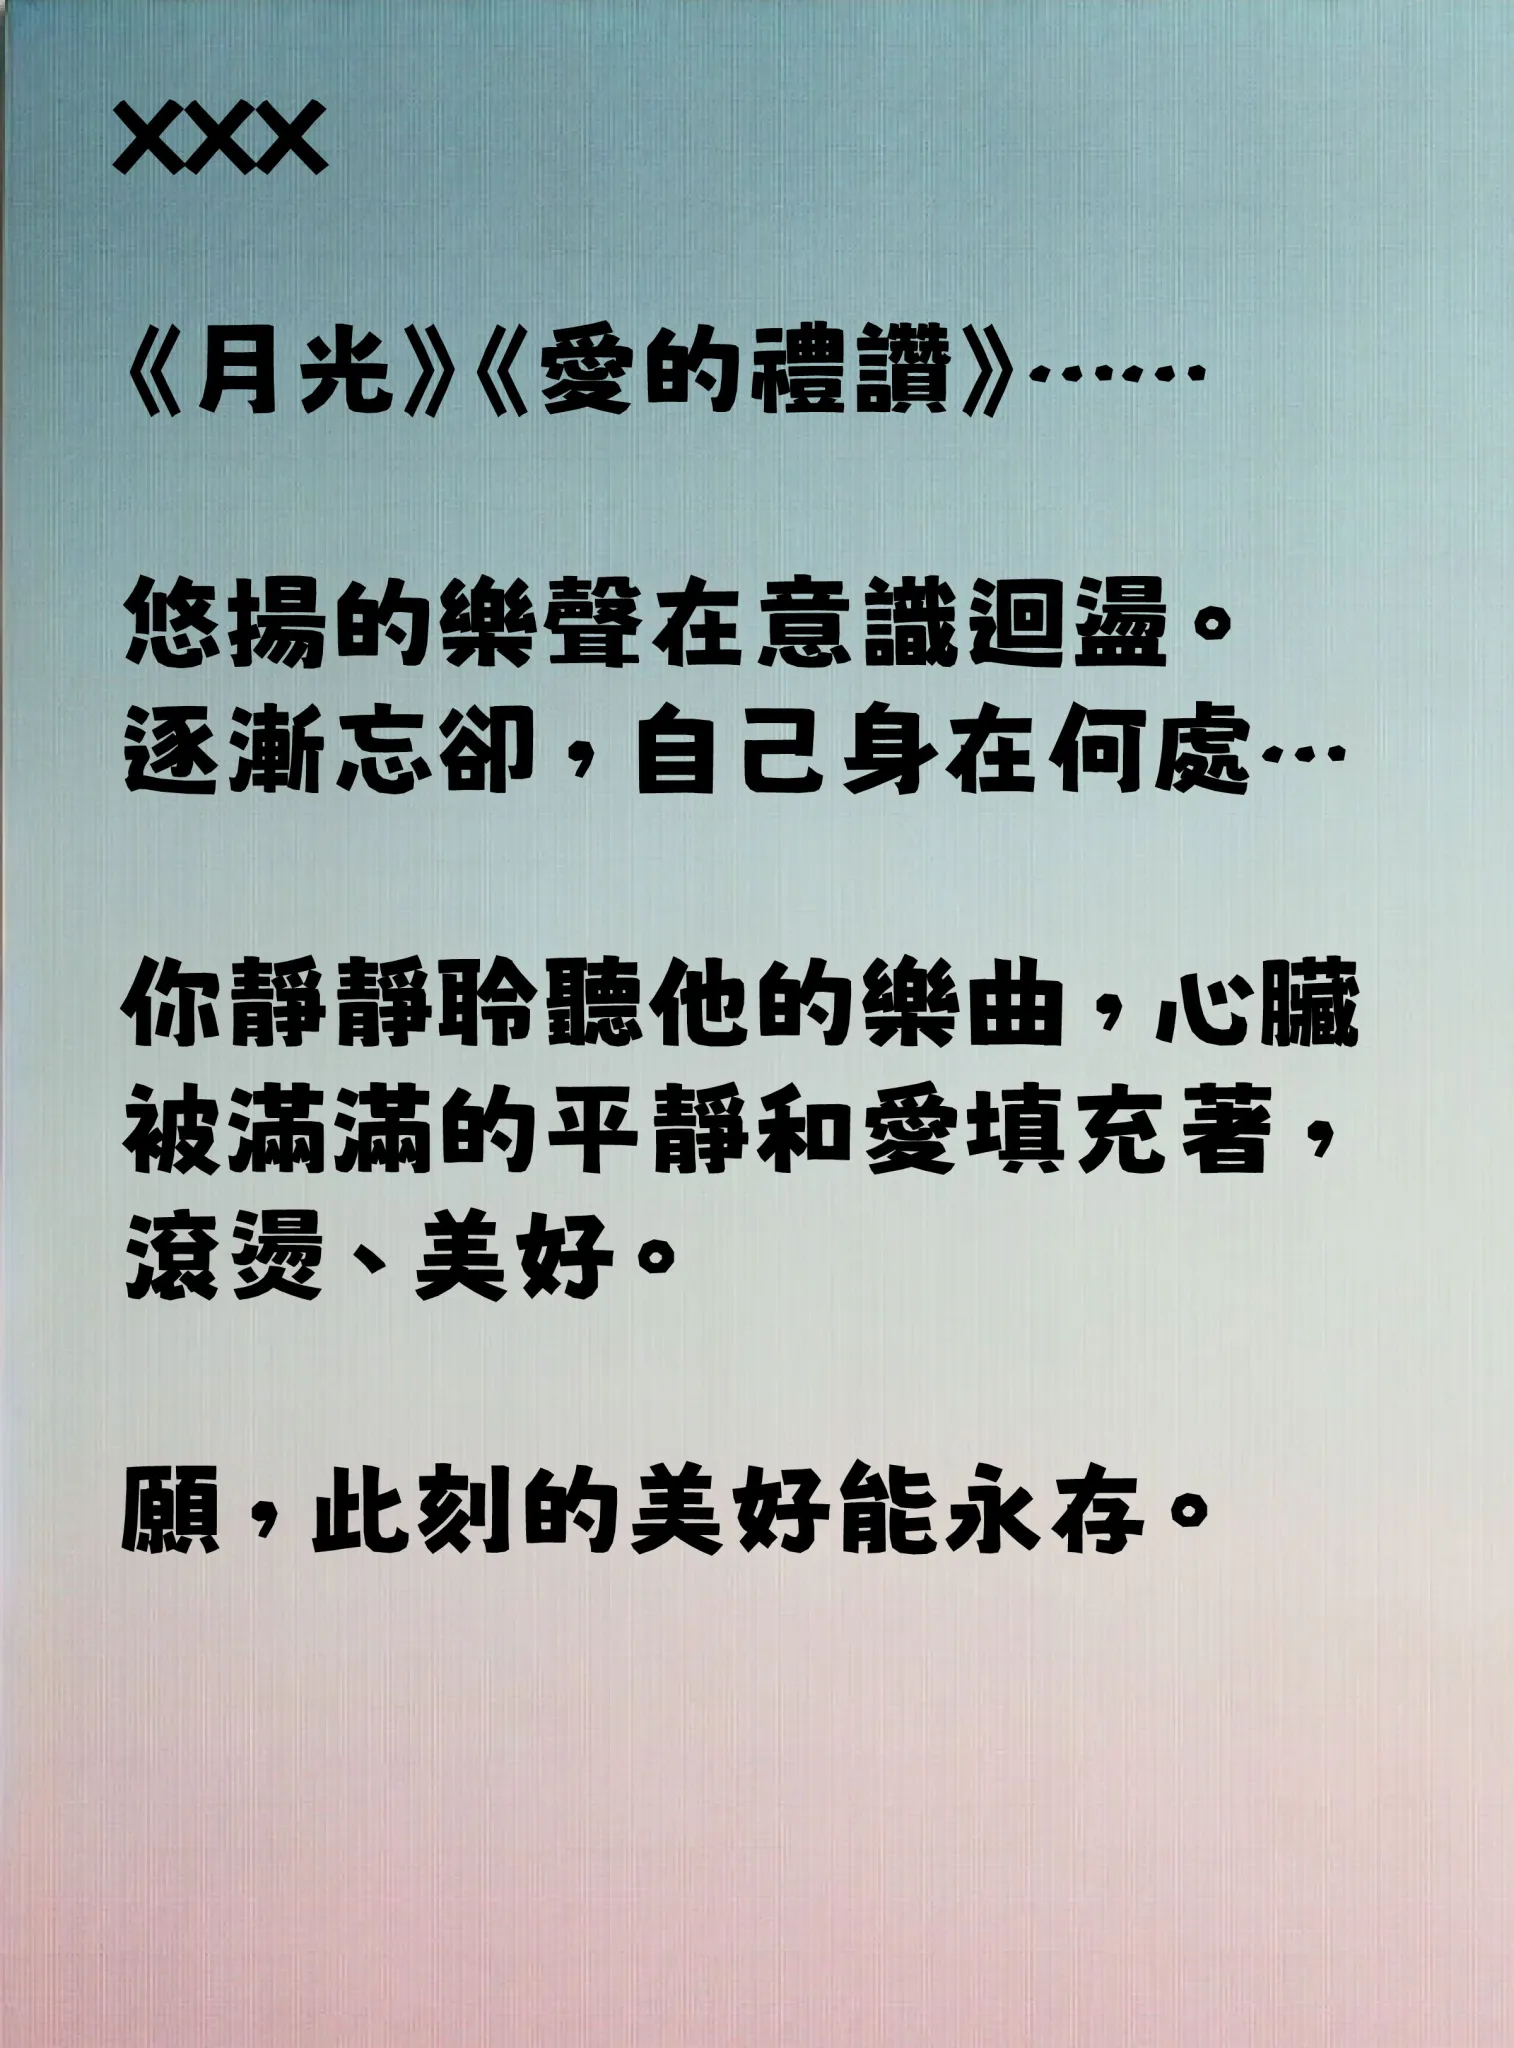 XXX
《月光》《愛的禮讚》⋯⋯
悠揚的樂聲在意識迴盪。
逐漸忘卻，自己身在何處⋯
你靜靜聆聽他的樂曲，心臟
被滿滿的平靜和愛填充著，
滾燙、美好。
願，此刻的美好能永存。